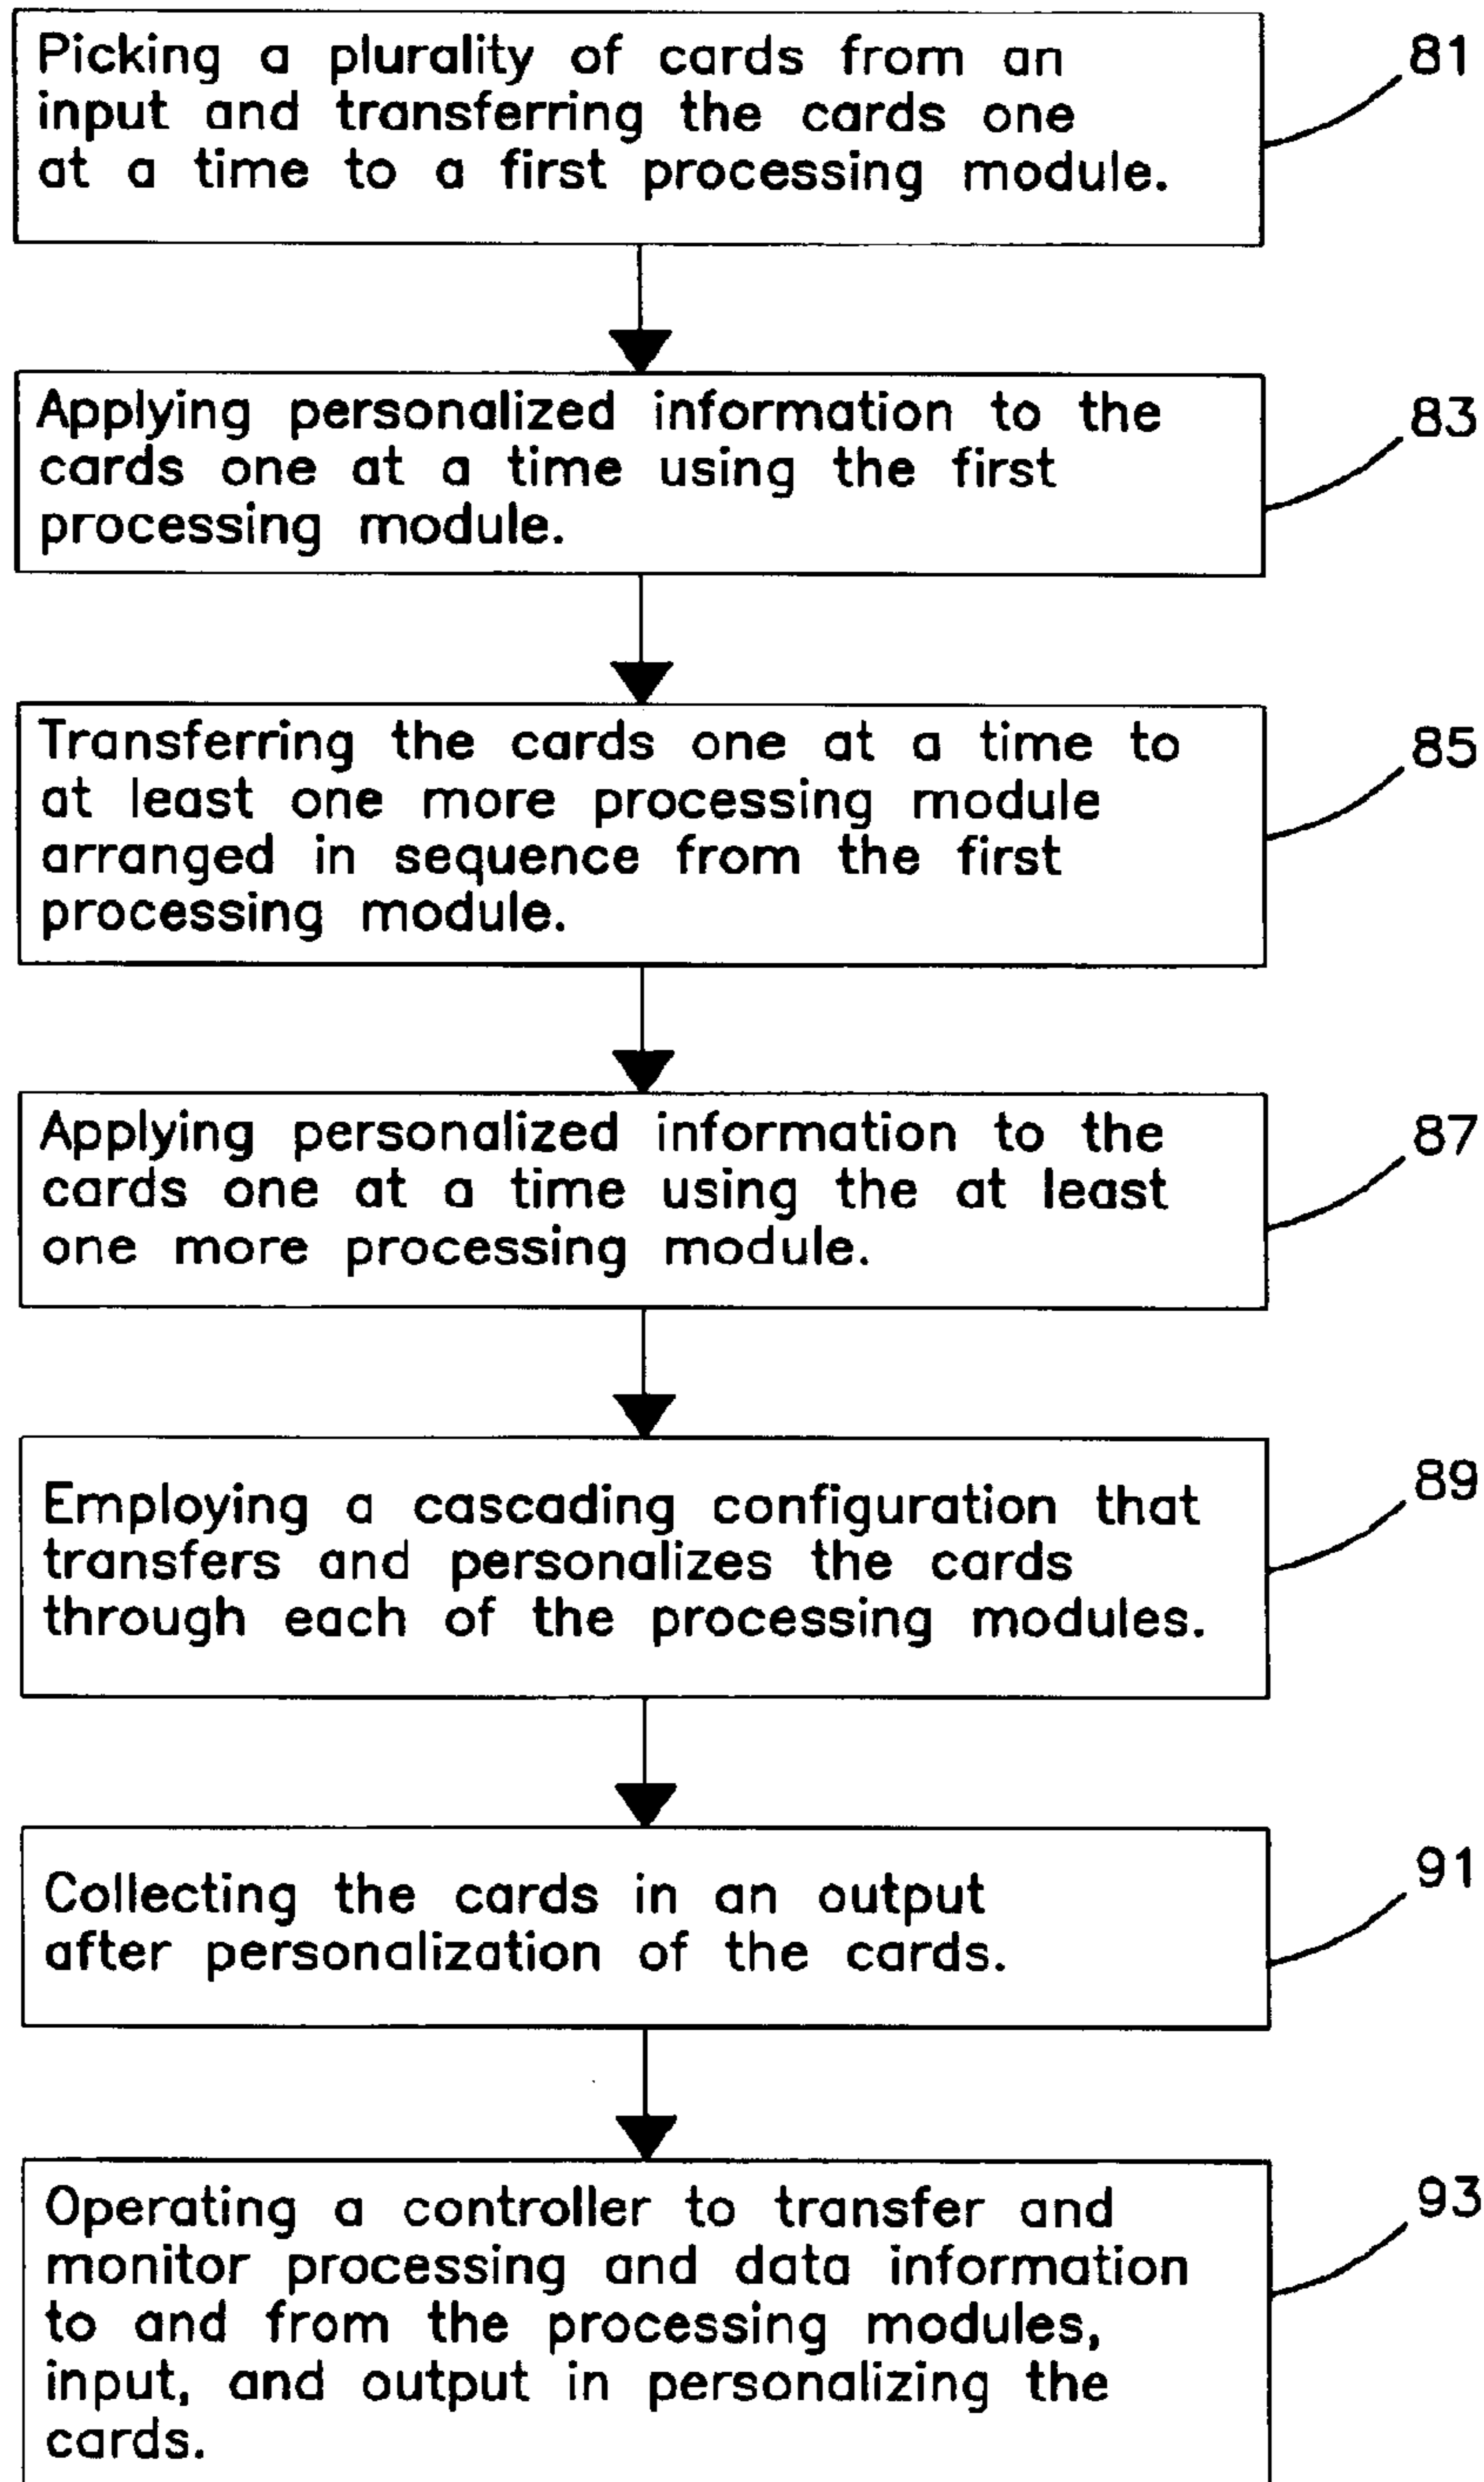 Picking a plurality of cards from an
input and transferring the cards one
at a time to a first processing module.
81
Applying personalized information to the
cards one at a time using the first
processing module.
83
Transferring the cards one at a time to
at least one more processing module
arranged in sequence from the first
processing module.
85
Applying personalized information to the
cards one at a time using the at least
one more processing module.
87
Employing a cascading configuration that
transfers and personalizes the cards
through each of the processing modules.
89
Collecting the cards in an output
after personalization of the cards.
91
Operating a controller to transfer and
monitor processing and data information
to and from the processing modules,
input, and output in personalizing the
cards.
93